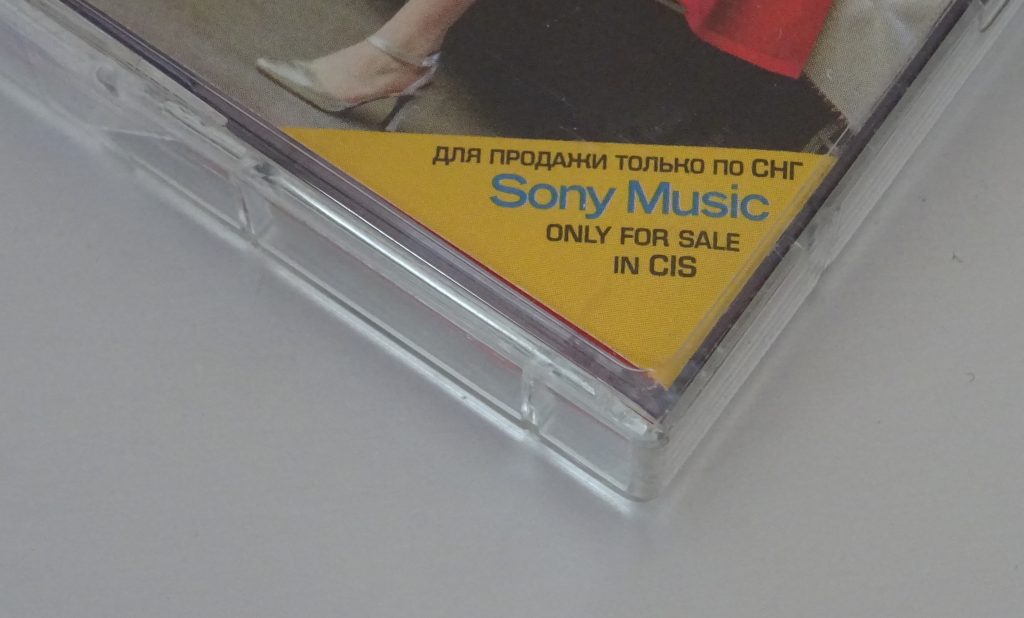 ДЛЯ ПРОДАЖИ ТОЛЬКО ПО СНГ
Sony Music
ONLY FOR SALE
IN CIS